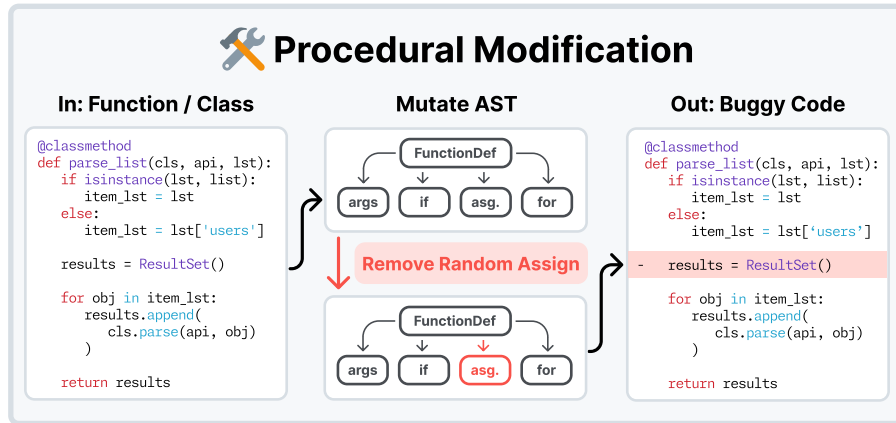 Procedural Modification
In: Function / Class
@classmethod
def parse_list(cls, api, lst):
if isinstance(lst, list):
item_lst = lst
else:
item_lst = lst['users']
results = ResultSet()
for obj in item_lst:
results.append(
cls.parse(api, obj)
)
return results
Mutate AST
FunctionDef
args if asg. for
Remove Random Assign
FunctionDef
args if asg. for
Out: Buggy Code
@classmethod
def parse_list(cls, api, lst):
if isinstance(lst, list):
item_lst = lst
else:
item_lst = lst[‘users’]
- results = ResultSet()
for obj in item_lst:
results.append(
cls.parse(api, obj)
)
return results